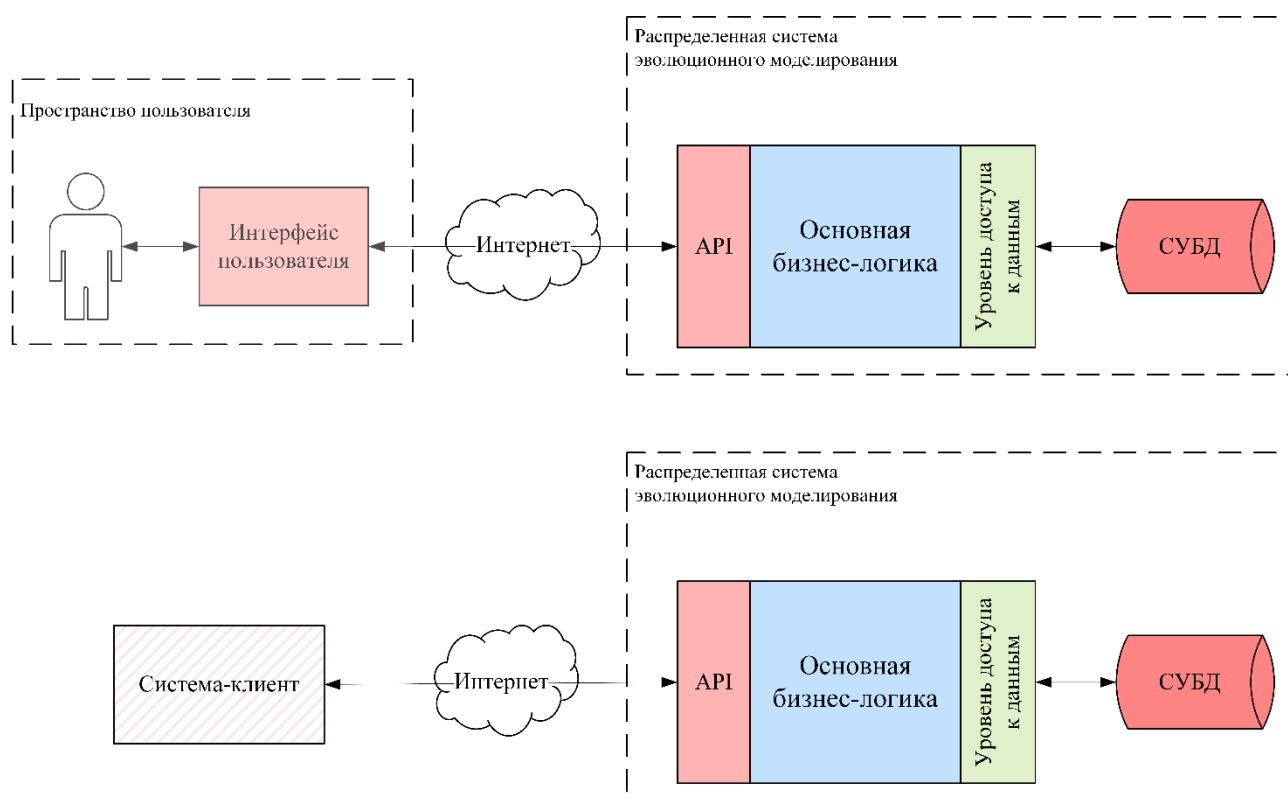 Распределенная система
эволюционного моделирования
Пространство пользователя
Интерфейс
пользователя
Интернет
API
Основная
бизнес-логика
Уровень доступа
к данным
СУБД
Распределенная система
эволюционного моделирования
Система-клиент
Интернет
API
Основная
бизнес-логика
Уровень доступа
к данным
СУБД